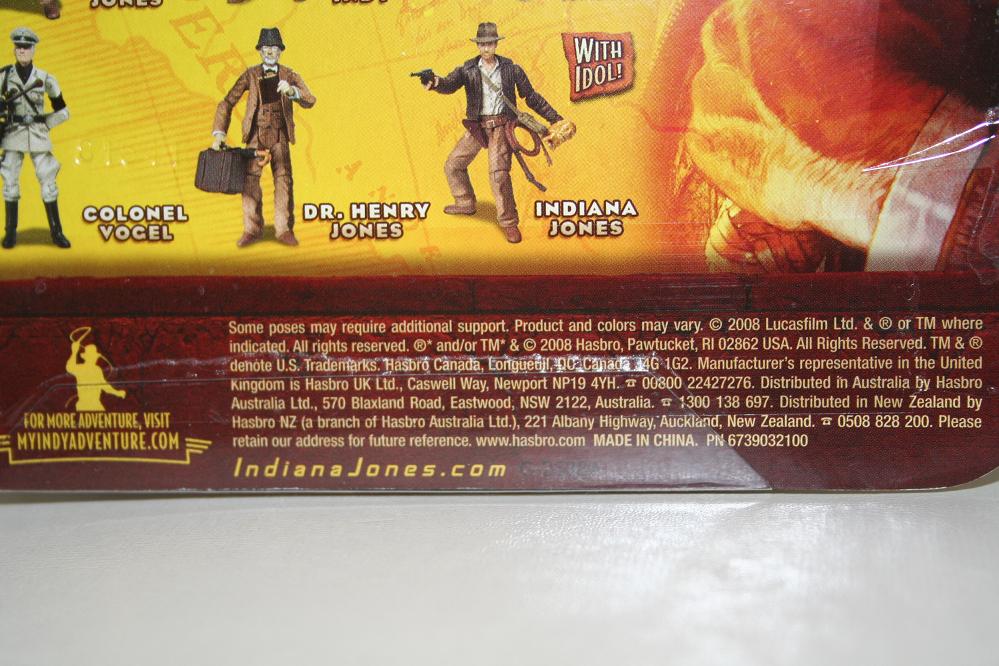 JONES
INDY
WITH
IDOL!
COLONEL
VOGEL
DR. HENRY
JONES
INDIANA
JONES
Some poses may require additional support. Product and colors may vary. © 2008 Lucasfilm Ltd. & ® or TM where
indicated. All rights reserved. ®* and/or TM* & © 2008 Hasbro, Pawtucket, RI 02862 USA. All Rights Reserved. TM & ®
denote U.S. Trademarks. Hasbro Canada, Longueuil, QC Canada J4G 1G2. Manufacturer's representative in the United
Kingdom is Hasbro UK Ltd., Caswell Way, Newport NP19 4YH. ☎ 00800 22427276. Distributed in Australia by Hasbro
Australia Ltd., 570 Blaxland Road, Eastwood, NSW 2122, Australia. ☎ 1300 138 697. Distributed in New Zealand by
Hasbro NZ (a branch of Hasbro Australia Ltd.), 221 Albany Highway, Auckland, New Zealand. ☎ 0508 828 200. Please
retain our address for future reference. www.hasbro.com MADE IN CHINA. PN 6739032100
FOR MORE ADVENTURE, VISIT
MYINDYADVENTURE.COM
IndianaJones.com